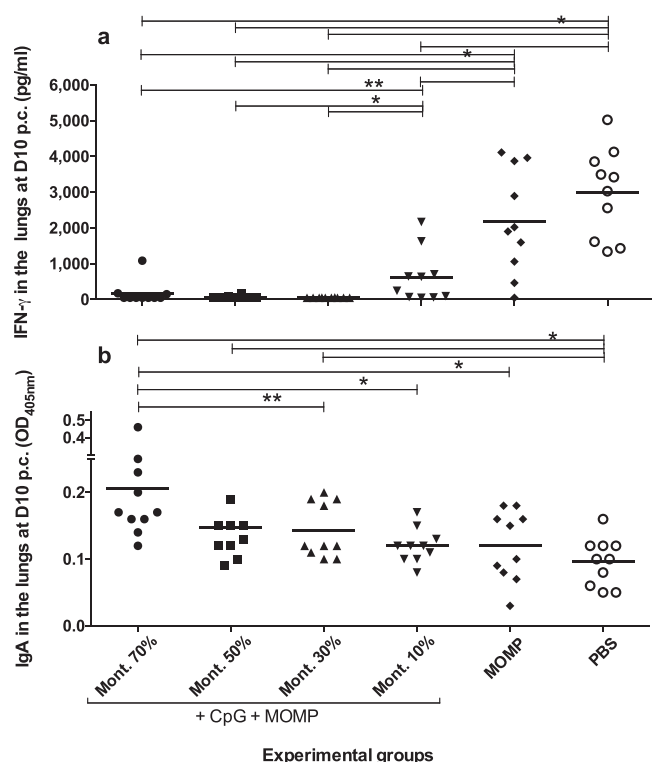 a
*
*
**
*
IFN-γ in the lungs at D10 p.c. (pg/ml)
6,000
5,000
4,000
3,000
2,000
1,000
0
b
*
*
*
**
IgA in the lungs at D10 p.c. (OD405nm)
0.5
0.4
0.2
0.1
0.0
Mont. 70%
Mont. 50%
Mont. 30%
Mont. 10%
MOMP
PBS
+ CpG + MOMP
Experimental groups